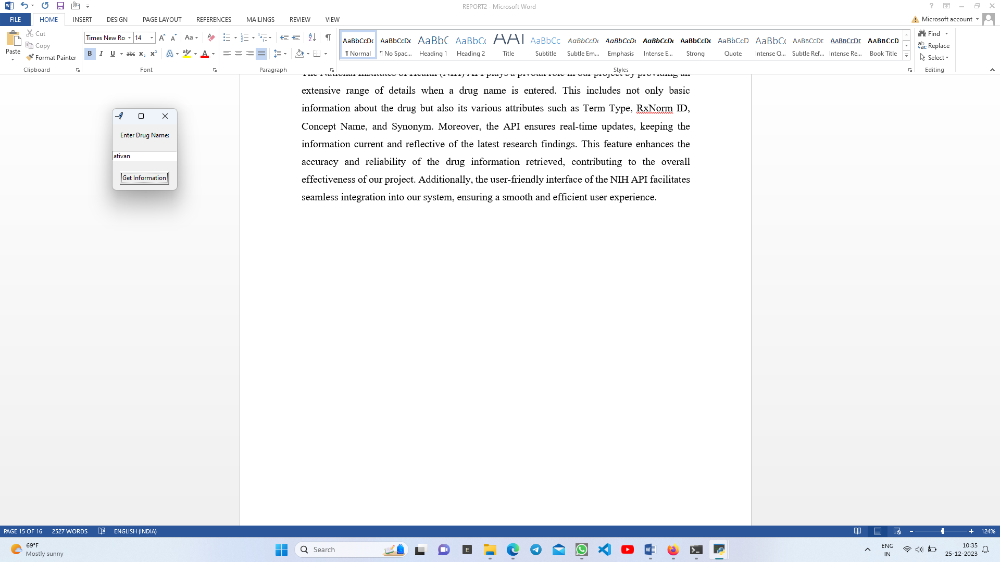 REPORT2 - Microsoft Word
FILE HOME INSERT DESIGN PAGE LAYOUT REFERENCES MAILINGS REVIEW VIEW Microsoft account
Paste Cut Copy Format Painter
Times New Ro 14 Aa
B I U abc X₂ X² A A
AaBbCcDc AaBbCcDc AaBbC AaBbCc AaBbCc AaBbCcDc AaBbCcDc AaBbCcDc AaBbCcDc AaBbCcD AaBbCc AABBCCDE AABBCCDE AABBCCD
¶ Normal ¶ No Spac... Heading 1 Heading 2 Title Subtitle Subtle Em... Emphasis Intense E... Strong Quote Intense Q... Subtle Ref... Intense Re... Book Title
Find Replace Select
Clipboard Font Paragraph Styles Editing
The National Institutes of Health (NIH) API plays a pivotal role in our project by providing an
extensive range of details when a drug name is entered. This includes not only basic
information about the drug but also its various attributes such as Term Type, RxNorm ID,
Concept Name, and Synonym. Moreover, the API ensures real-time updates, keeping the
information current and reflective of the latest research findings. This feature enhances the
accuracy and reliability of the drug information retrieved, contributing to the overall
effectiveness of our project. Additionally, the user-friendly interface of the NIH API facilitates
seamless integration into our system, ensuring a smooth and efficient user experience.
Enter Drug Name:
ativan
Get Information
PAGE 15 OF 16 2527 WORDS ENGLISH (INDIA) 124%
69°F
Mostly sunny
Search
E
ENG
IN
10:35
25-12-2023